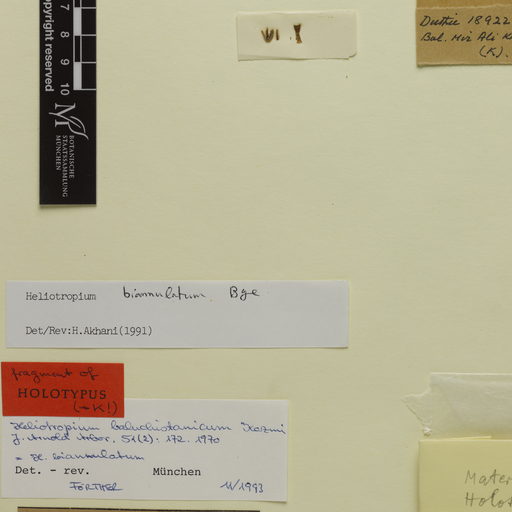 Copyright reserved
7 8 9 10
BOTANISCHE
STAATSSAMMLUNG
MÜNCHEN
Duthie 18922
Bal. Mir Ali K
(K).
Heliotropium biannulatum. Bge
Det/Rev:H.Akhani(1991)
fragment of
HOLOTYPUS
(→K!)
Heliotropium baluchistanicum Kazmi
J. Arnold Arbor. 51(2): 172. 1970
= H. biannulatum
Det. - rev. München
FÖRTHER 11/1993
Mater
Holot